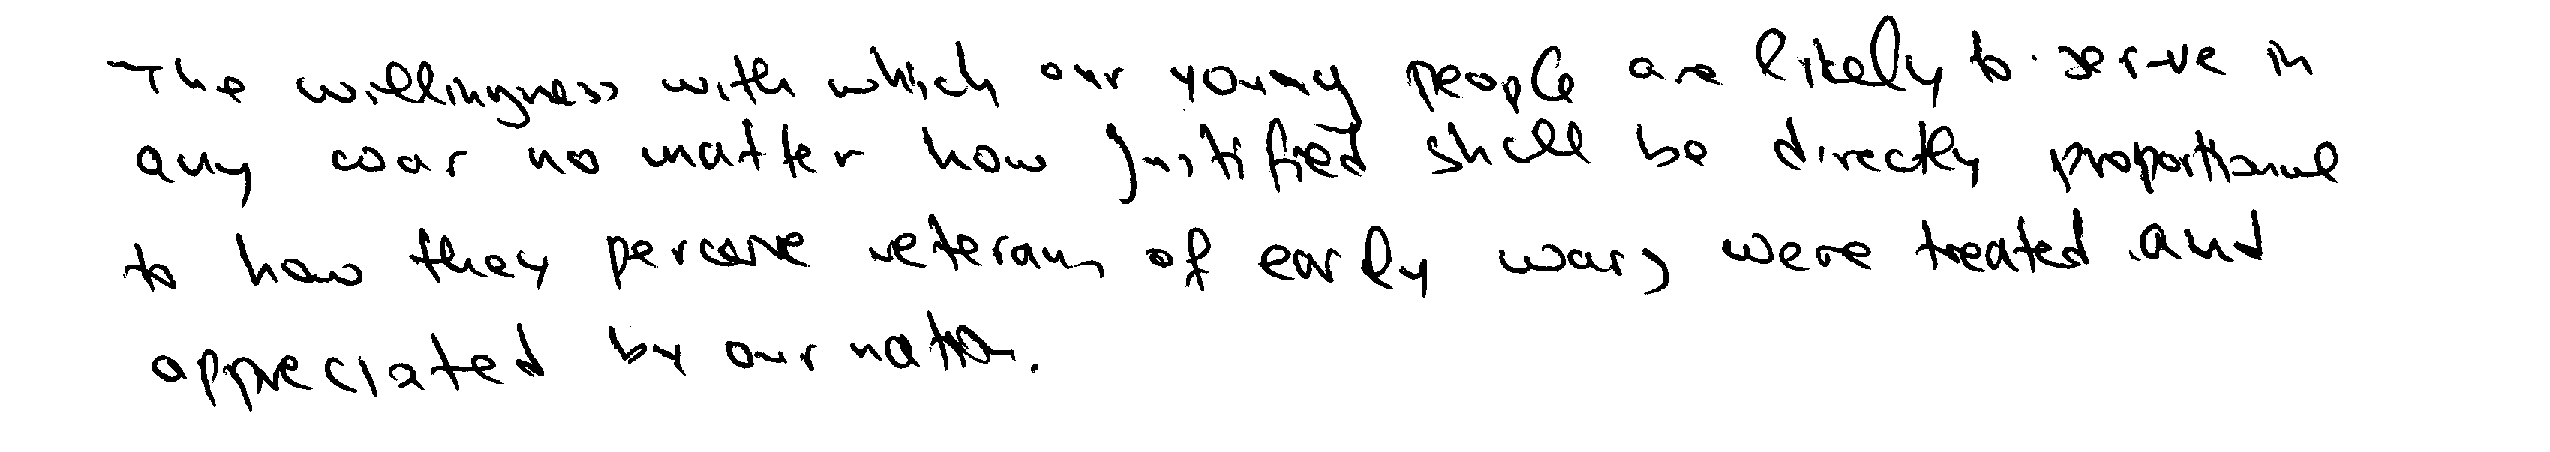 The willingness with which our young people are likely to serve in
any war no matter how justified shall be directly proportional
to how they perceive veterans of early wars were treated and
appreciated by our nation.